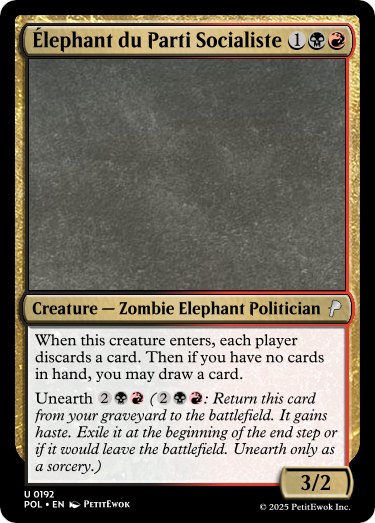 Élephant du Parti Socialiste 1
Creature — Zombie Elephant Politician
When this creature enters, each player
discards a card. Then if you have no cards
in hand, you may draw a card.
Unearth 2 ( 2 : Return this card
from your graveyard to the battlefield. It gains
haste. Exile it at the beginning of the end step or
if it would leave the battlefield. Unearth only as
a sorcery.)
3/2
U 0192
POL • EN PetitEwok
© 2025 PetitEwok Inc.